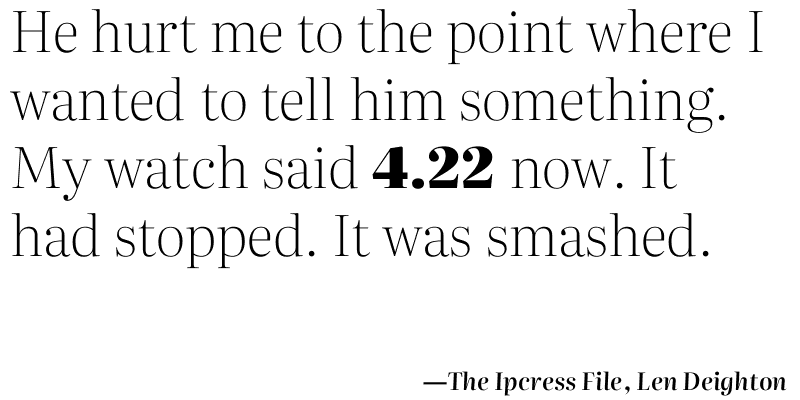 He hurt me to the point where I
wanted to tell him something.
My watch said 4.22 now. It
had stopped. It was smashed.
—The Ipcress File, Len Deighton